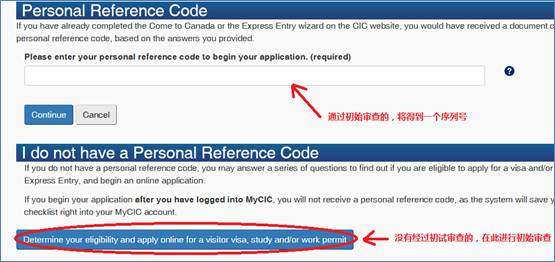 Personal Reference Code
If you have already completed the Come to Canada or the Express Entry wizard on the CIC website, you would have received a document c
personal reference code, based on the answers you provided.
Please enter your personal reference code to begin your application. (required)
?
通过初始审查的，将得到一个序列号
Continue
Cancel
I do not have a Personal Reference Code
If you do not have a personal reference code, you may answer a series of questions to find out if you are eligible to apply for a visa and/or
Express Entry, and begin an online application.
If you begin your application after you have logged into MyCIC, you will not receive a personal reference code, as the system will save y
checklist right into your MyCIC account.
Determine your eligibility and apply online for a visitor visa, study and/or work permit
没有经过初试审查的，在此进行初始审查